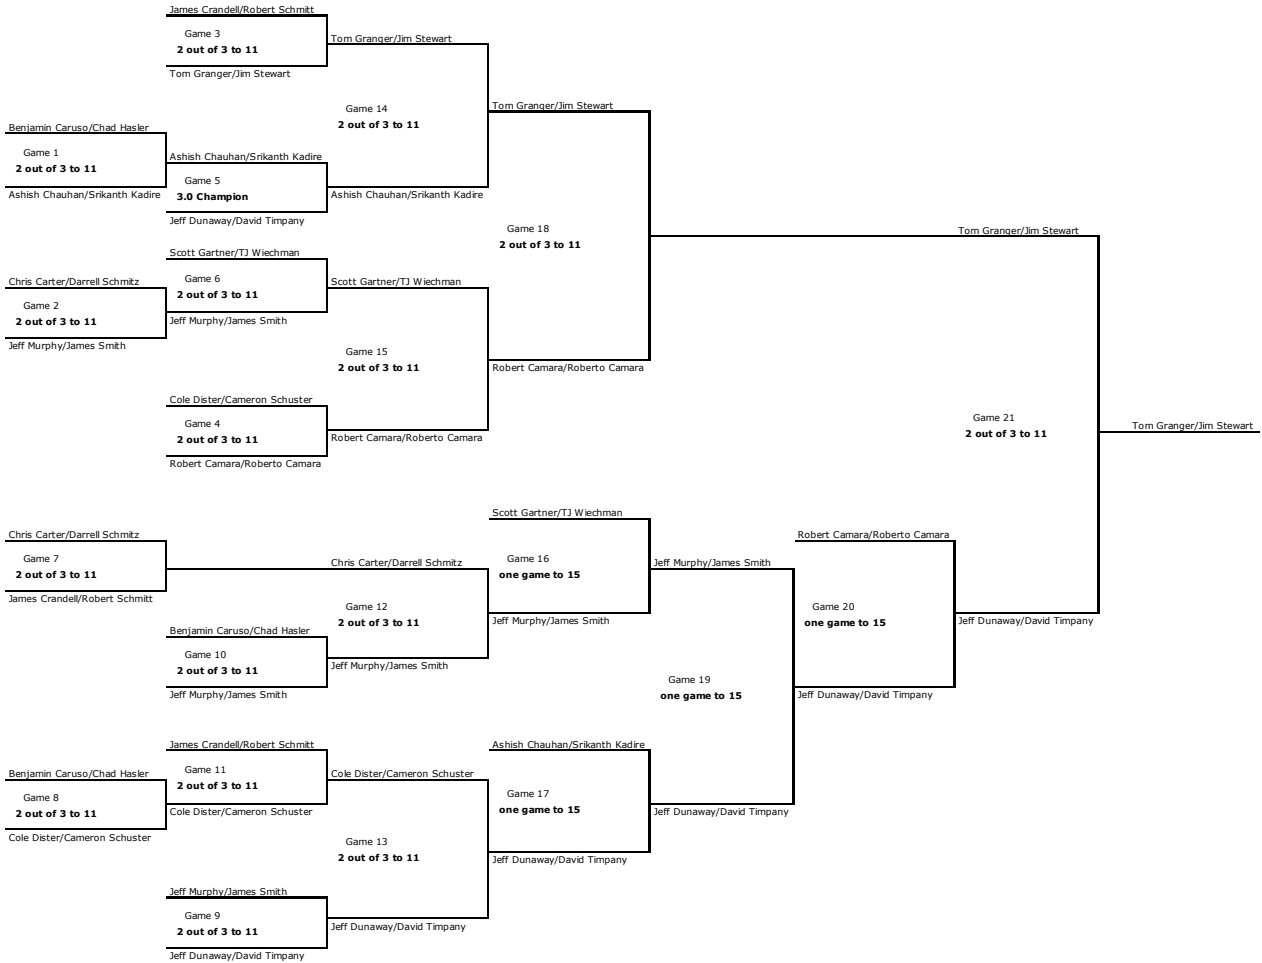 James Crandell/Robert Schmitt
Game 3
2 out of 3 to 11
Tom Granger/Jim Stewart
Tom Granger/Jim Stewart
Game 14
2 out of 3 to 11
Tom Granger/Jim Stewart
Benjamin Caruso/Chad Hasler
Game 1
2 out of 3 to 11
Ashish Chauhan/Srikanth Kadire
Ashish Chauhan/Srikanth Kadire
Game 5
3.0 Champion
Ashish Chauhan/Srikanth Kadire
Jeff Dunaway/David Timpany
Game 18
2 out of 3 to 11
Tom Granger/Jim Stewart
Scott Gartner/TJ Wiechman
Chris Carter/Darrell Schmitz
Game 6
2 out of 3 to 11
Scott Gartner/TJ Wiechman
Game 2
2 out of 3 to 11
Jeff Murphy/James Smith
Jeff Murphy/James Smith
Game 15
2 out of 3 to 11
Robert Camara/Roberto Camara
Cole Dister/Cameron Schuster
Game 4
2 out of 3 to 11
Robert Camara/Roberto Camara
Robert Camara/Roberto Camara
Game 21
2 out of 3 to 11
Tom Granger/Jim Stewart
Scott Gartner/TJ Wiechman
Chris Carter/Darrell Schmitz
Game 7
2 out of 3 to 11
James Crandell/Robert Schmitt
Chris Carter/Darrell Schmitz
Game 16
one game to 15
Jeff Murphy/James Smith
Robert Camara/Roberto Camara
Game 12
2 out of 3 to 11
Jeff Murphy/James Smith
Game 20
one game to 15
Jeff Dunaway/David Timpany
Benjamin Caruso/Chad Hasler
Game 10
2 out of 3 to 11
Jeff Murphy/James Smith
Jeff Murphy/James Smith
Game 19
one game to 15
Jeff Dunaway/David Timpany
James Crandell/Robert Schmitt
Ashish Chauhan/Srikanth Kadire
Benjamin Caruso/Chad Hasler
Game 11
2 out of 3 to 11
Cole Dister/Cameron Schuster
Game 8
2 out of 3 to 11
Cole Dister/Cameron Schuster
Cole Dister/Cameron Schuster
Game 17
one game to 15
Jeff Dunaway/David Timpany
Game 13
2 out of 3 to 11
Jeff Dunaway/David Timpany
Jeff Murphy/James Smith
Game 9
2 out of 3 to 11
Jeff Dunaway/David Timpany
Jeff Dunaway/David Timpany